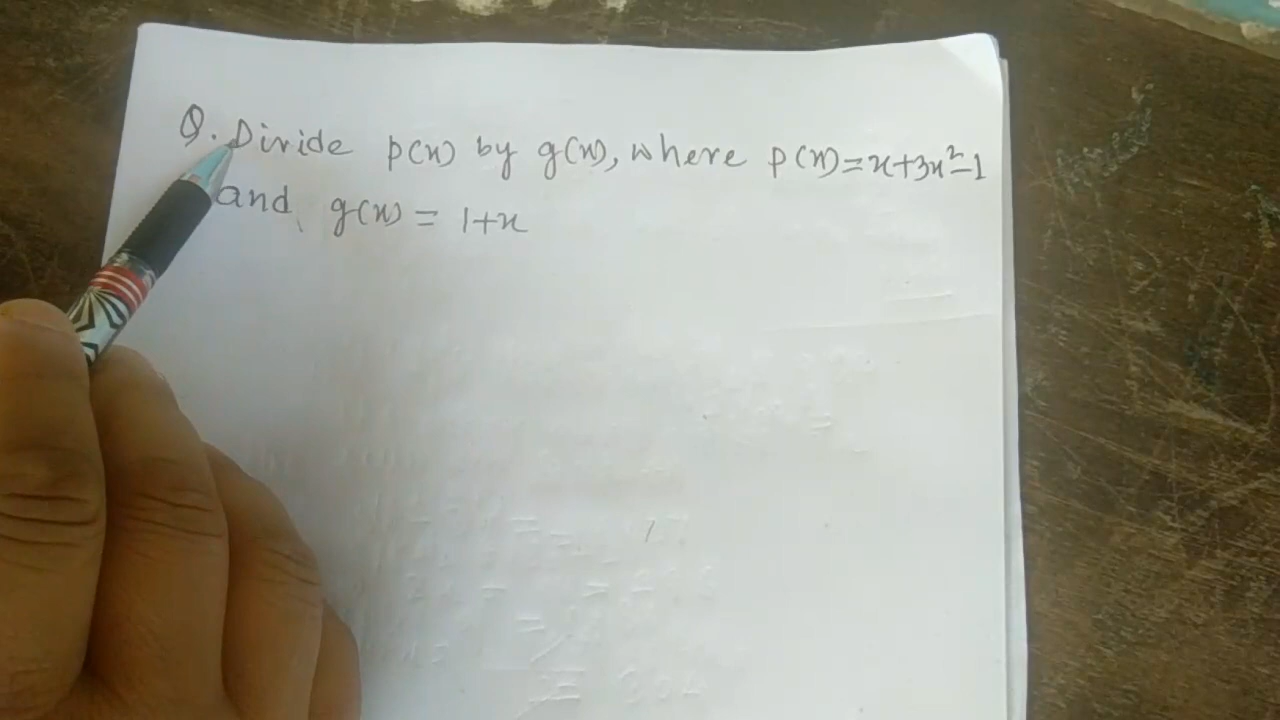 Q. Divide p(x) by g(x), where p(x)=x+3x²-1
and g(x) = 1+x